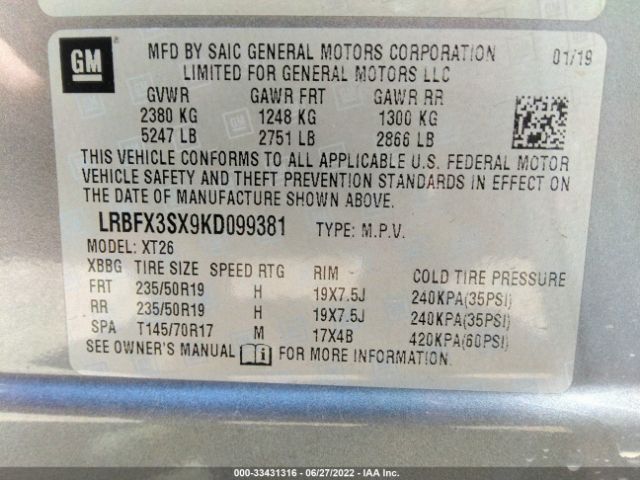 GM
MFD BY SAIC GENERAL MOTORS CORPORATION 01/19
LIMITED FOR GENERAL MOTORS LLC
GVWR GAWR FRT GAWR RR
2380 KG 1248 KG 1300 KG
5247 LB 2751 LB 2866 LB
THIS VEHICLE CONFORMS TO ALL APPLICABLE U.S. FEDERAL MOTOR
VEHICLE SAFETY AND THEFT PREVENTION STANDARDS IN EFFECT ON
THE DATE OF MANUFACTURE SHOWN ABOVE.
LRBFX3SX9KD099381 TYPE: M.P.V.
MODEL: XT26
XBBG TIRE SIZE SPEED RTG RIM COLD TIRE PRESSURE
FRT 235/50R19 H 19X7.5J 240KPA(35PSI)
RR 235/50R19 H 19X7.5J 240KPA(35PSI)
SPA T145/70R17 M 17X4B 420KPA(60PSI)
SEE OWNER'S MANUAL FOR MORE INFORMATION
000-33431316 - 06/27/2022 - IAA Inc.